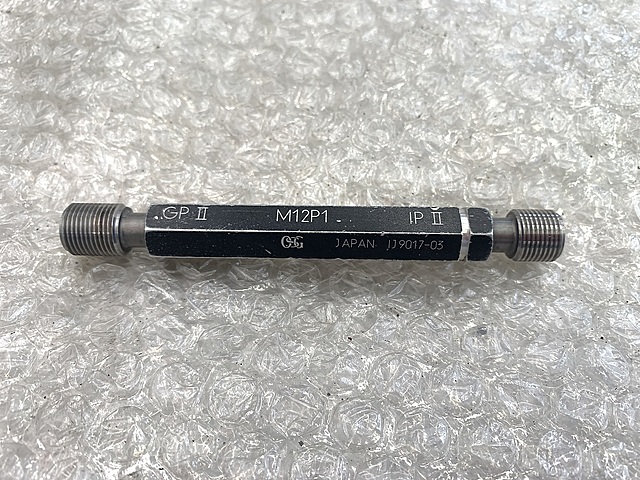 GP II M12P1 IP II
OSG JAPAN JJ9017-03